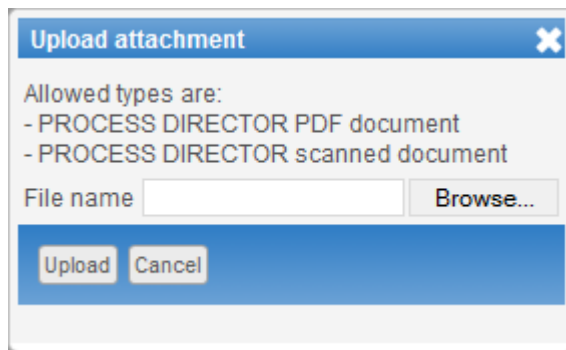 Upload attachment
Allowed types are:
- PROCESS DIRECTOR PDF document
- PROCESS DIRECTOR scanned document
File name Browse...
Upload Cancel